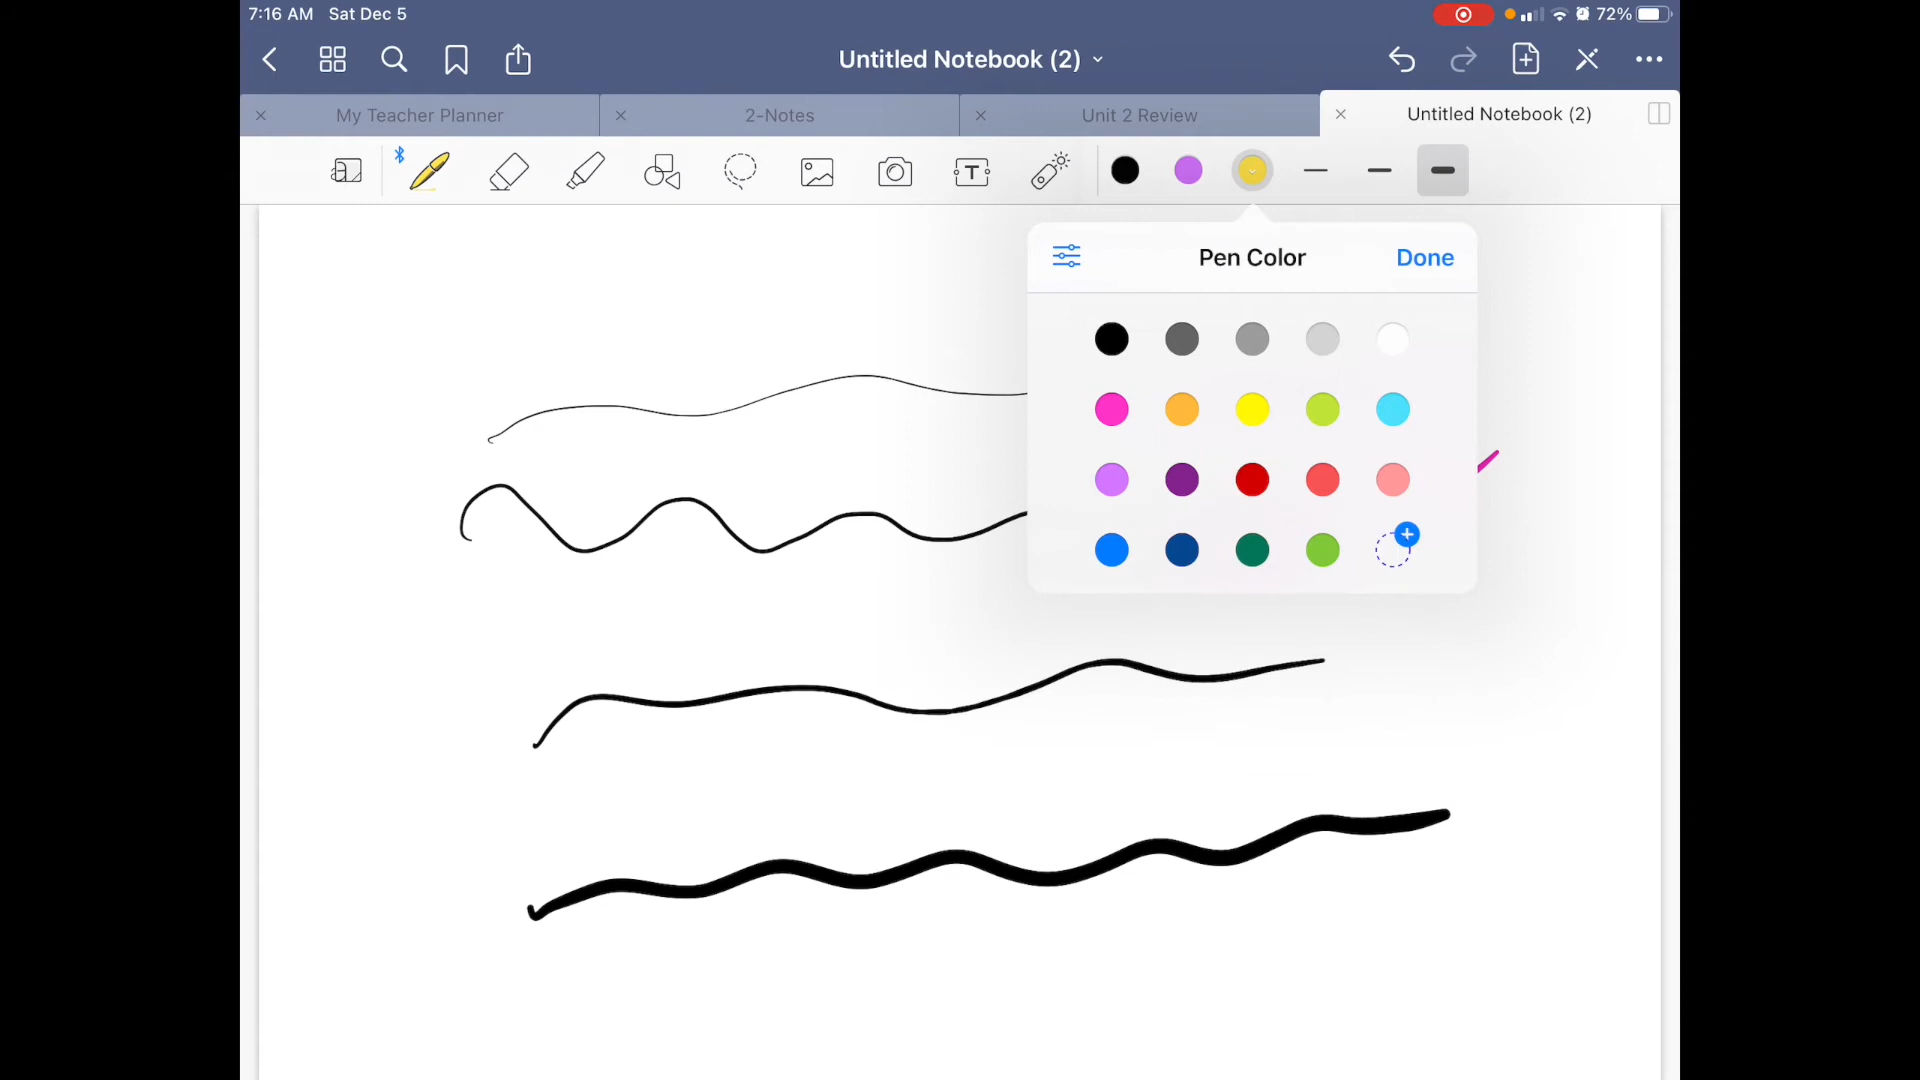 7:16 AM Sat Dec 5
72%
Untitled Notebook (2)
My Teacher Planner
2-Notes
Unit 2 Review
Untitled Notebook (2)
a
T
Pen Color
Done